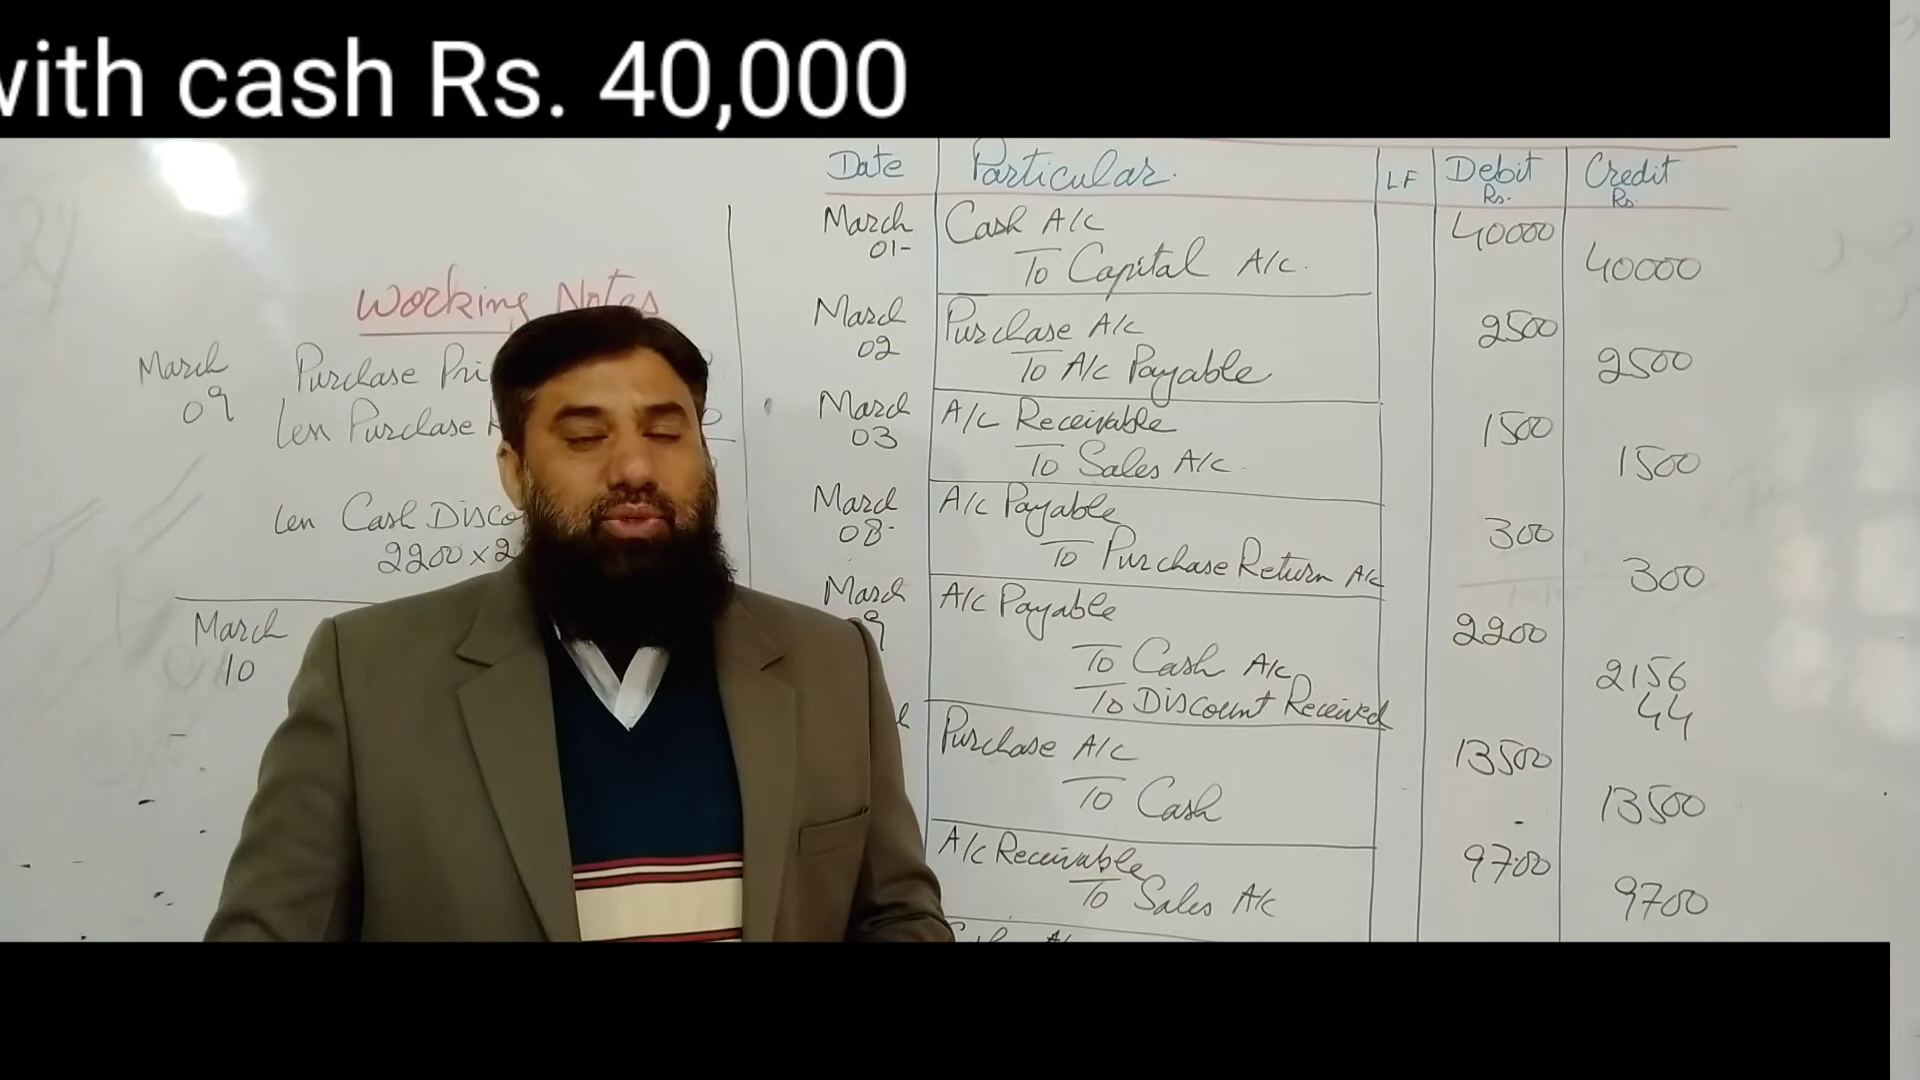 with cash Rs. 40,000
Working Notes
March
09
Purchase Pri
Less Purchase
Less Cash Disco
2200 x 2
March
10
Date Particular. LF Debit Credit
Rs. Rs.
March Cash A/c 40000
01-
To Capital A/c. 40000
March Purchase A/c 2500
02
To A/c Payable 2500
March A/c Receivable 1500
03
To Sales A/c. 1500
March A/c Payable 300
08-
To Purchase Return A/c 300
March A/c Payable 2200
09
To Cash A/c 2156
To Discount Received 44
Purchase A/c 13500
To Cash 13500
A/c Receivable 9700
To Sales A/c 9700